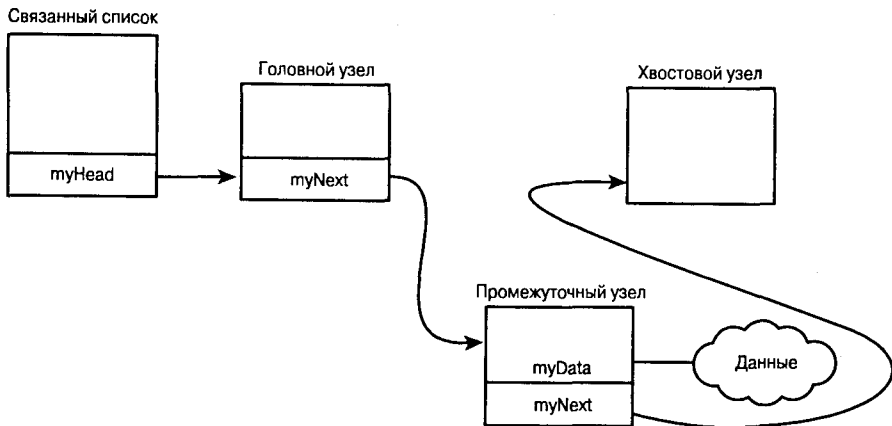 Связанный список
Головной узел
Хвостовой узел
myHead
myNext
Промежуточный узел
myData
Данные
myNext